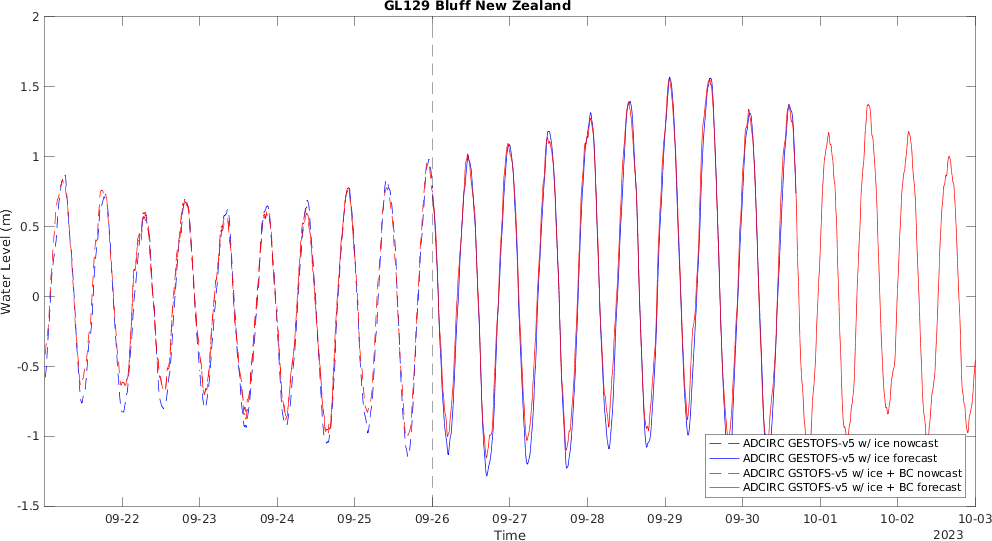 GL129 Bluff New Zealand
2
1.5
1
0.5
0
-0.5
-1
-1.5
Water Level (m)
ADCIRC GESTOFS-v5 w/ ice nowcast
ADCIRC GESTOFS-v5 w/ ice forecast
ADCIRC GSTOFS-v5 w/ ice + BC nowcast
ADCIRC GSTOFS-v5 w/ ice + BC forecast
09-22 09-23 09-24 09-25 09-26 09-27 09-28 09-29 09-30 10-01 10-02 10-03
Time
2023